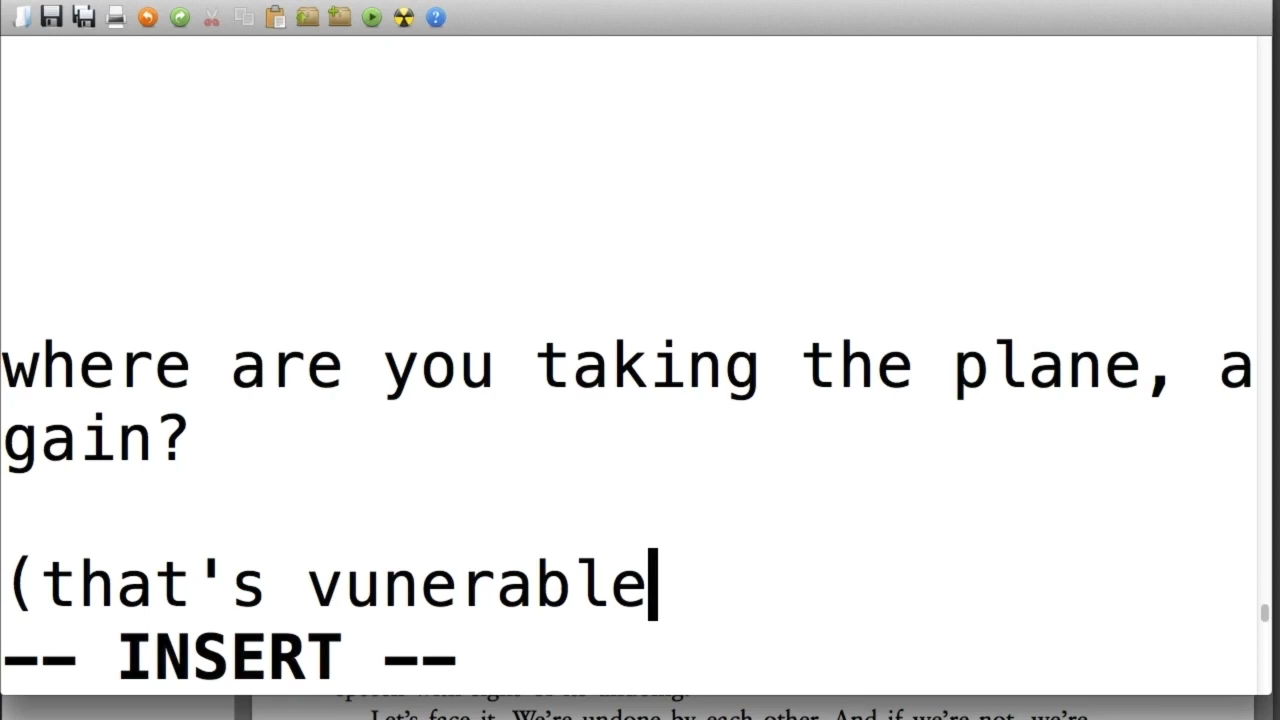 where are you taking the plane, a
gain?
(that's vunerable
-- INSERT --
Let's face it. We're undone by each other. And if we're not, we're